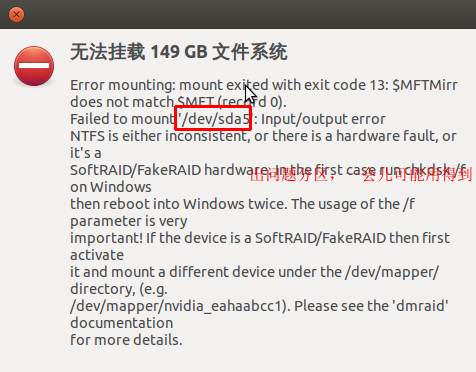 无法挂载 149 GB 文件系统
Error mounting: mount exited with exit code 13: $MFTMirr
does not match $MFT (record 0).
Failed to mount '/dev/sda5': Input/output error
NTFS is either inconsistent, or there is a hardware fault, or
it's a
SoftRAID/FakeRAID hardware. In the first case run chkdsk /f
出问题分区，一会儿可能用得到
on Windows
then reboot into Windows twice. The usage of the /f
parameter is very
important! If the device is a SoftRAID/FakeRAID then first
activate
it and mount a different device under the /dev/mapper/
directory, (e.g.
/dev/mapper/nvidia_eahaabcc1). Please see the 'dmraid'
documentation
for more details.